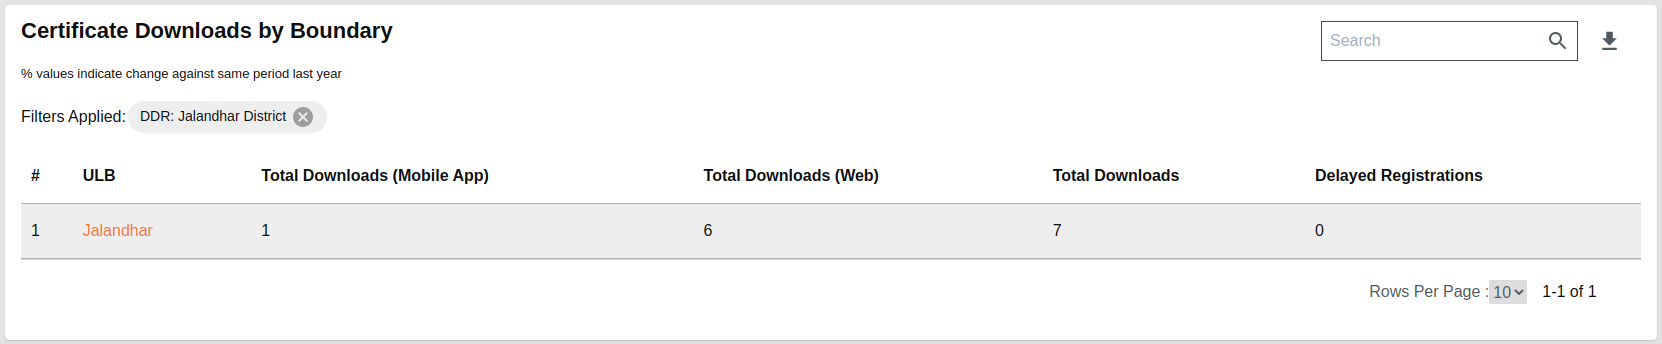 Certificate Downloads by Boundary
Search
% values indicate change against same period last year
Filters Applied: DDR: Jalandhar District
# ULB Total Downloads (Mobile App) Total Downloads (Web) Total Downloads Delayed Registrations
1 Jalandhar 1 6 7 0
Rows Per Page : 10 1-1 of 1